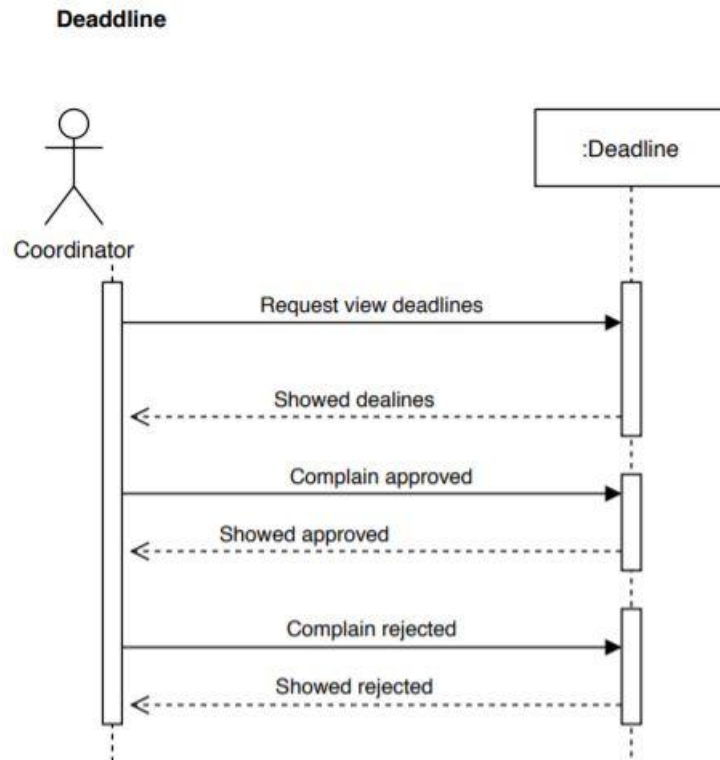 Deaddline
:Deadline
Coordinator
Request view deadlines
Showed dealines
Complain approved
Showed approved
Complain rejected
Showed rejected